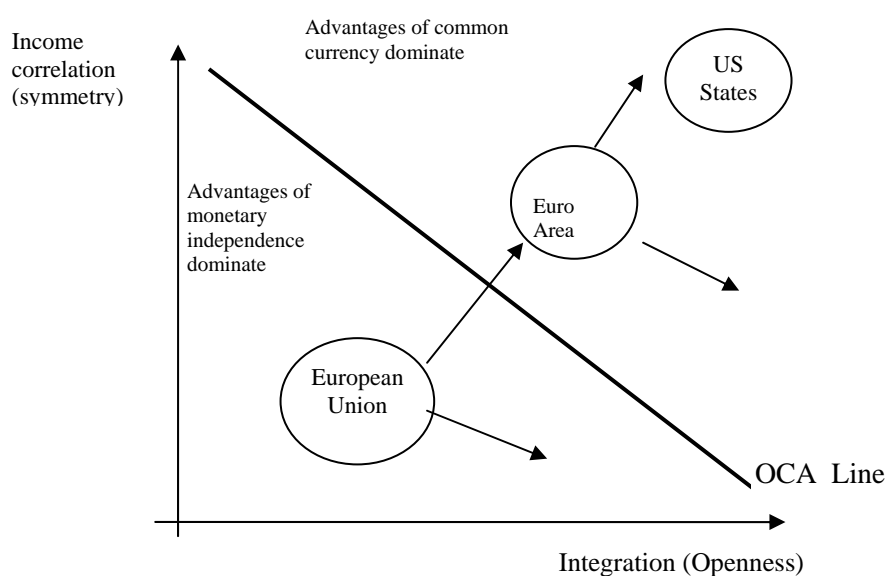 Income
correlation
(symmetry)
Advantages of common
currency dominate
US
States
Advantages of
monetary
independence
dominate
Euro
Area
European
Union
OCA Line
Integration (Openness)